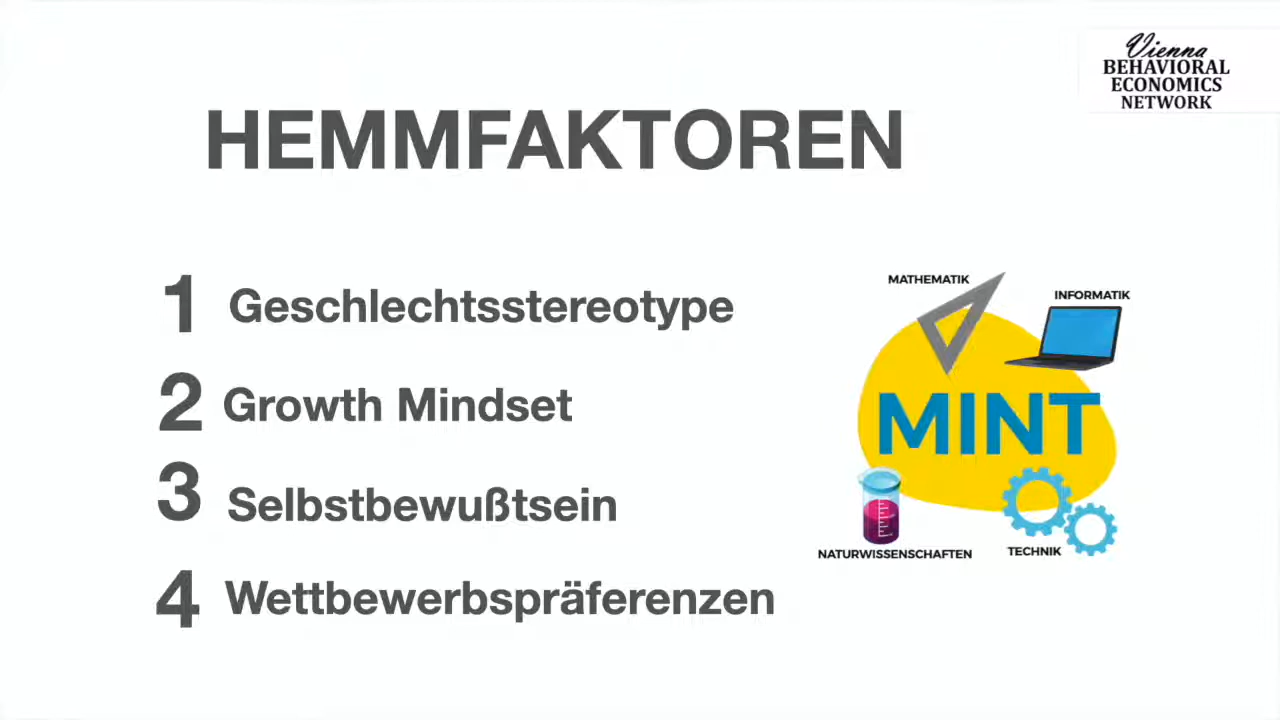 Vienna
BEHAVIORAL
ECONOMICS
NETWORK
HEMMFAKTOREN
1 Geschlechtsstereotype
2 Growth Mindset
3 Selbstbewußtsein
4 Wettbewerbspräferenzen
MATHEMATIK
INFORMATIK
MINT
NATURWISSENSCHAFTEN
TECHNIK